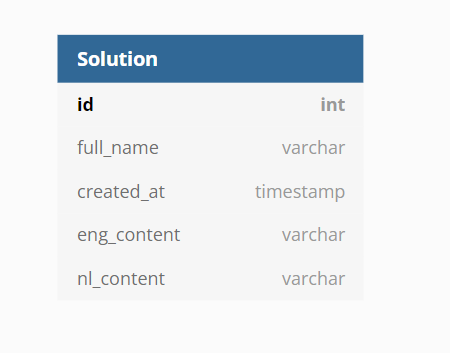 Solution
id int
full_name varchar
created_at timestamp
eng_content varchar
nl_content varchar